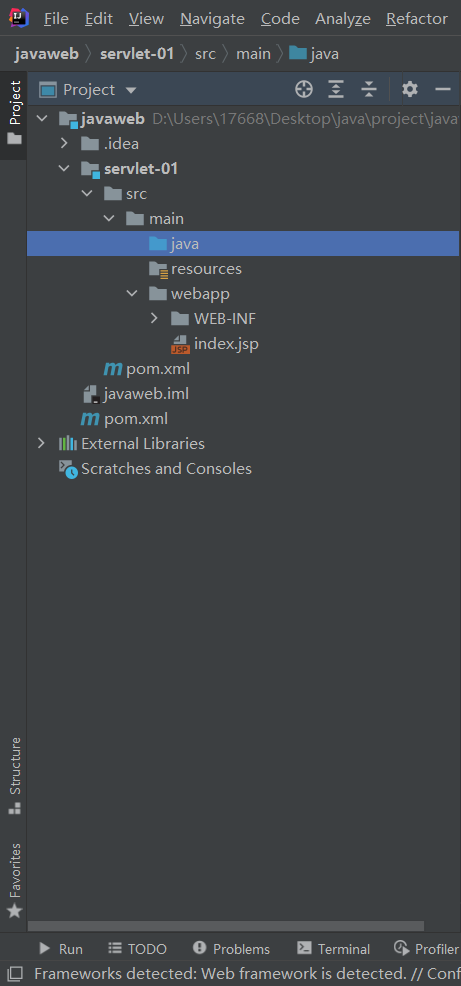 File Edit View Navigate Code Analyze Refactor
javaweb servlet-01 src main java
Project
Project
javaweb D:\Users\17668\Desktop\java\project\java
.idea
servlet-01
src
main
java
resources
webapp
WEB-INF
index.jsp
pom.xml
javaweb.iml
pom.xml
External Libraries
Scratches and Consoles
Structure
Favorites
Run TODO Problems Terminal Profiler
Frameworks detected: Web framework is detected. // Conf